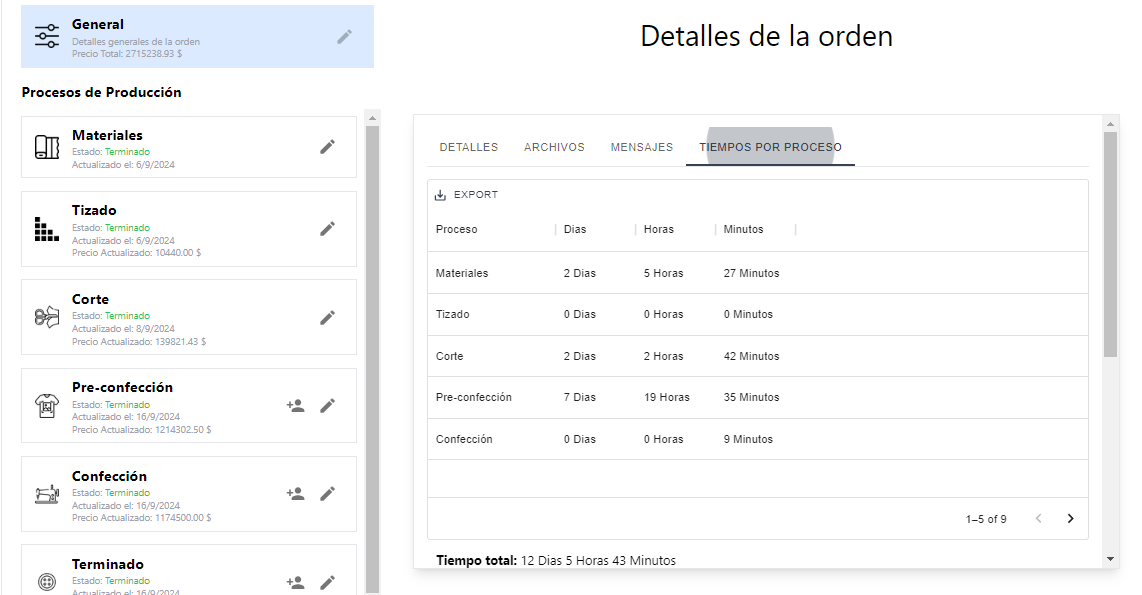 General
Detalles generales de la orden
Precio Total: 2715238.93 $
Procesos de Producción
Materiales
Estado: Terminado
Actualizado el: 6/9/2024
Tizado
Estado: Terminado
Actualizado el: 6/9/2024
Precio Actualizado: 10440.00 $
Corte
Estado: Terminado
Actualizado el: 8/9/2024
Precio Actualizado: 139821.43 $
Pre-confección
Estado: Terminado
Actualizado el: 16/9/2024
Precio Actualizado: 1214302.50 $
Confección
Estado: Terminado
Actualizado el: 16/9/2024
Precio Actualizado: 1174500.00 $
Terminado
Estado: Terminado
Actualizado el: 16/9/2024
Detalles de la orden
DETALLES ARCHIVOS MENSAJES TIEMPOS POR PROCESO
EXPORT
Proceso Dias Horas Minutos
Materiales 2 Dias 5 Horas 27 Minutos
Tizado 0 Dias 0 Horas 0 Minutos
Corte 2 Dias 2 Horas 42 Minutos
Pre-confección 7 Dias 19 Horas 35 Minutos
Confección 0 Dias 0 Horas 9 Minutos
1–5 of 9
Tiempo total: 12 Dias 5 Horas 43 Minutos